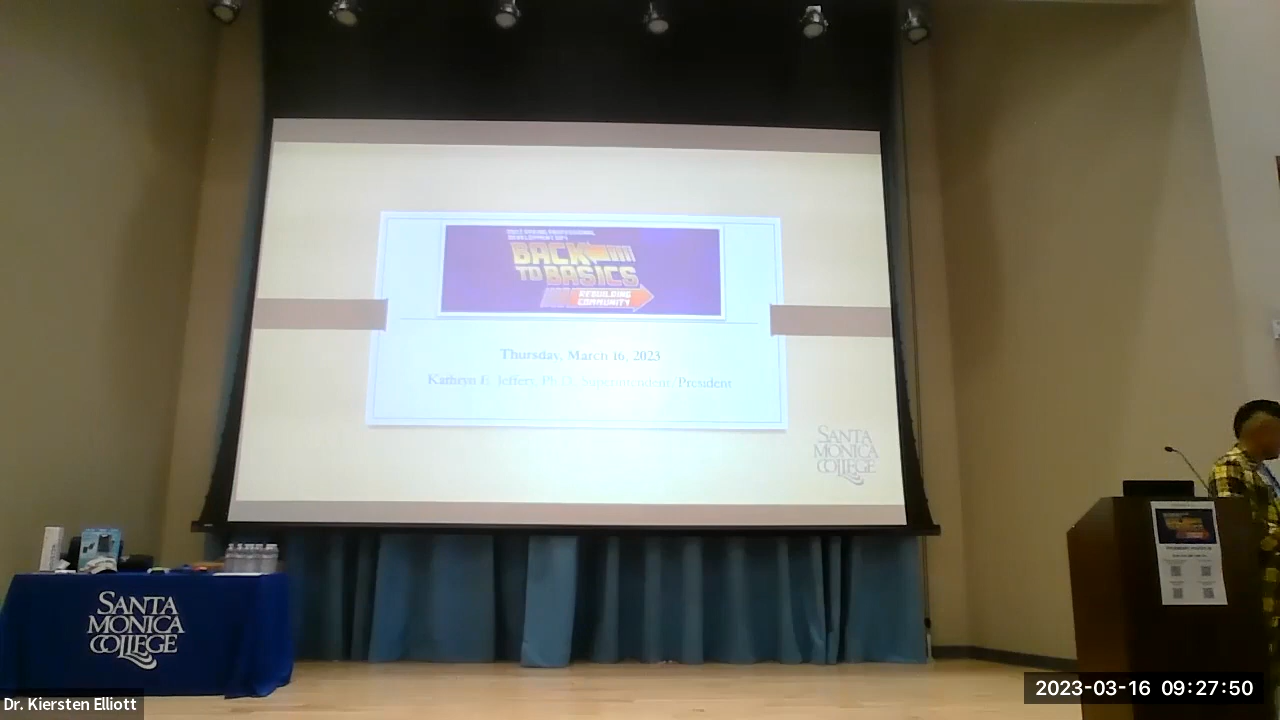 BACK
TO BASICS
REBUILDING
COMMUNITY
Thursday, March 16, 2023
Kathryn E. Jeffery, Ph.D., Superintendent, President
SANTA
MONICA
COLLEGE
SANTA
MONICA
COLLEGE
Dr. Kiersten Elliott
2023-03-16 09:27:50